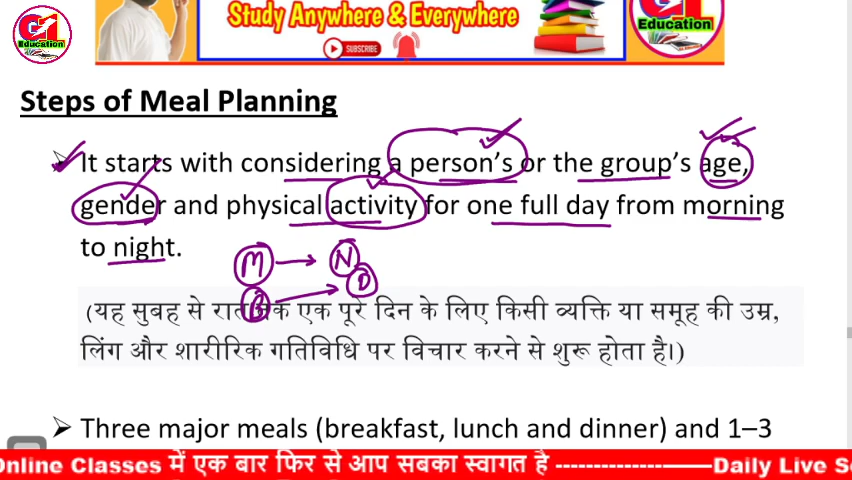 Study Anywhere & Everywhere
SUBSCRIBE
Education
Education
Steps of Meal Planning
➤ It starts with considering a person's or the group's age,
gender and physical activity for one full day from morning
to night.
M → N
B → D
(यह सुबह से रात तक एक पूरे दिन के लिए किसी व्यक्ति या समूह की उम्र,
लिंग और शारीरिक गतिविधि पर विचार करने से शुरू होता है।)
➤ Three major meals (breakfast, lunch and dinner) and 1–3
Online Classes में एक बार फिर से आप सबका स्वागत है ---------------------Daily Live Se